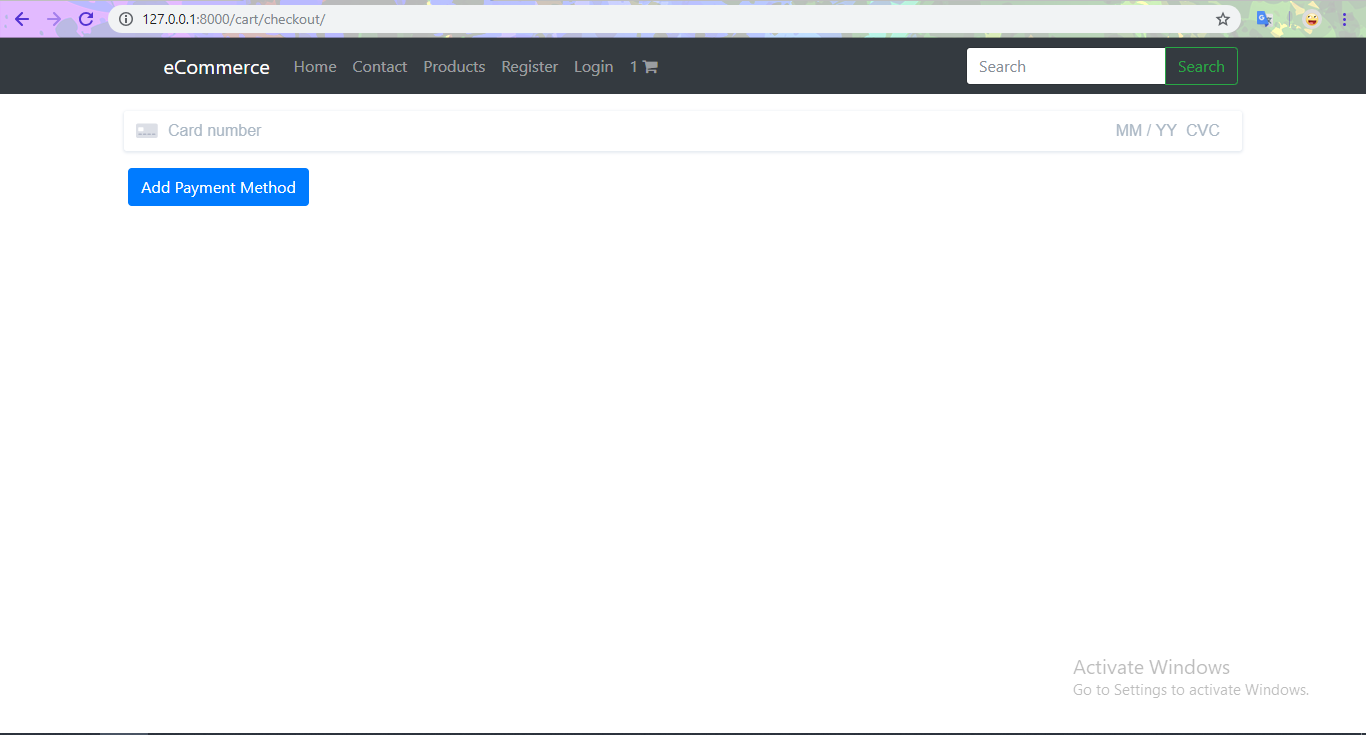 127.0.0.1:8000/cart/checkout/
eCommerce Home Contact Products Register Login 1 Search Search
Card number MM / YY CVC
Add Payment Method
Activate Windows
Go to Settings to activate Windows.